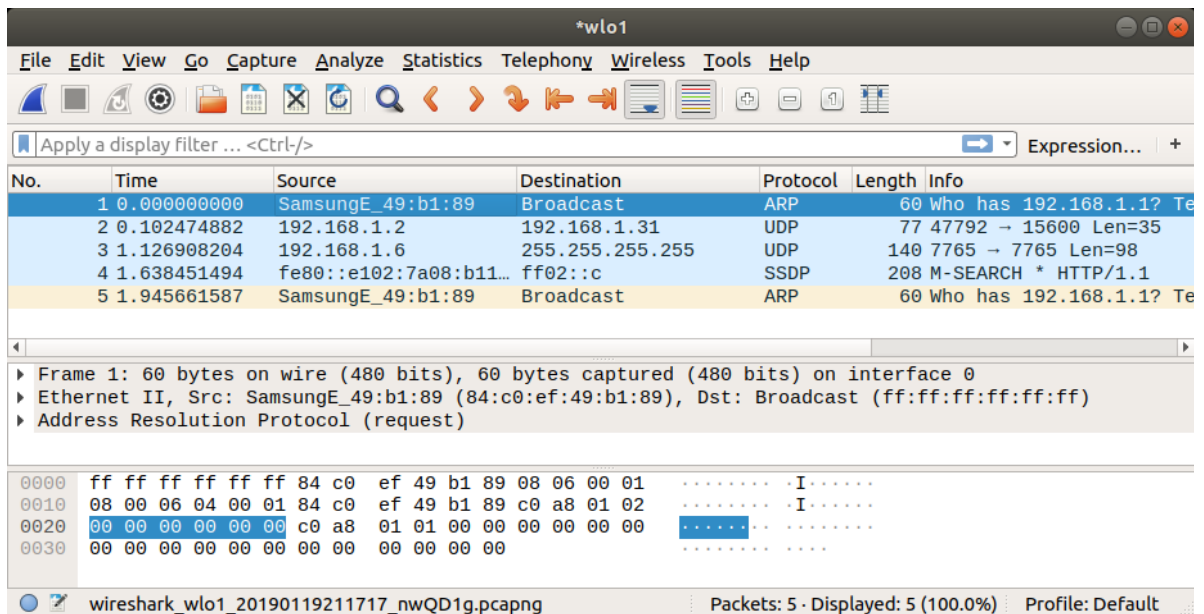 *wlo1
File Edit View Go Capture Analyze Statistics Telephony Wireless Tools Help
Apply a display filter … <Ctrl-/> Expression… +
No. Time Source Destination Protocol Length Info
1 0.000000000 SamsungE_49:b1:89 Broadcast ARP 60 Who has 192.168.1.1? Te
2 0.102474882 192.168.1.2 192.168.1.31 UDP 77 47792 → 15600 Len=35
3 1.126908204 192.168.1.6 255.255.255.255 UDP 140 7765 → 7765 Len=98
4 1.638451494 fe80::e102:7a08:b11… ff02::c SSDP 208 M-SEARCH * HTTP/1.1
5 1.945661587 SamsungE_49:b1:89 Broadcast ARP 60 Who has 192.168.1.1? Te
Frame 1: 60 bytes on wire (480 bits), 60 bytes captured (480 bits) on interface 0
Ethernet II, Src: SamsungE_49:b1:89 (84:c0:ef:49:b1:89), Dst: Broadcast (ff:ff:ff:ff:ff:ff)
Address Resolution Protocol (request)
0000 ff ff ff ff ff ff 84 c0 ef 49 b1 89 08 06 00 01 ········ ·I······
0010 08 00 06 04 00 01 84 c0 ef 49 b1 89 c0 a8 01 02 ········ ·I······
0020 00 00 00 00 00 00 c0 a8 01 01 00 00 00 00 00 00 ········ ········
0030 00 00 00 00 00 00 00 00 00 00 00 00 ········ ····
wireshark_wlo1_20190119211717_nwQD1g.pcapng Packets: 5 · Displayed: 5 (100.0%) Profile: Default